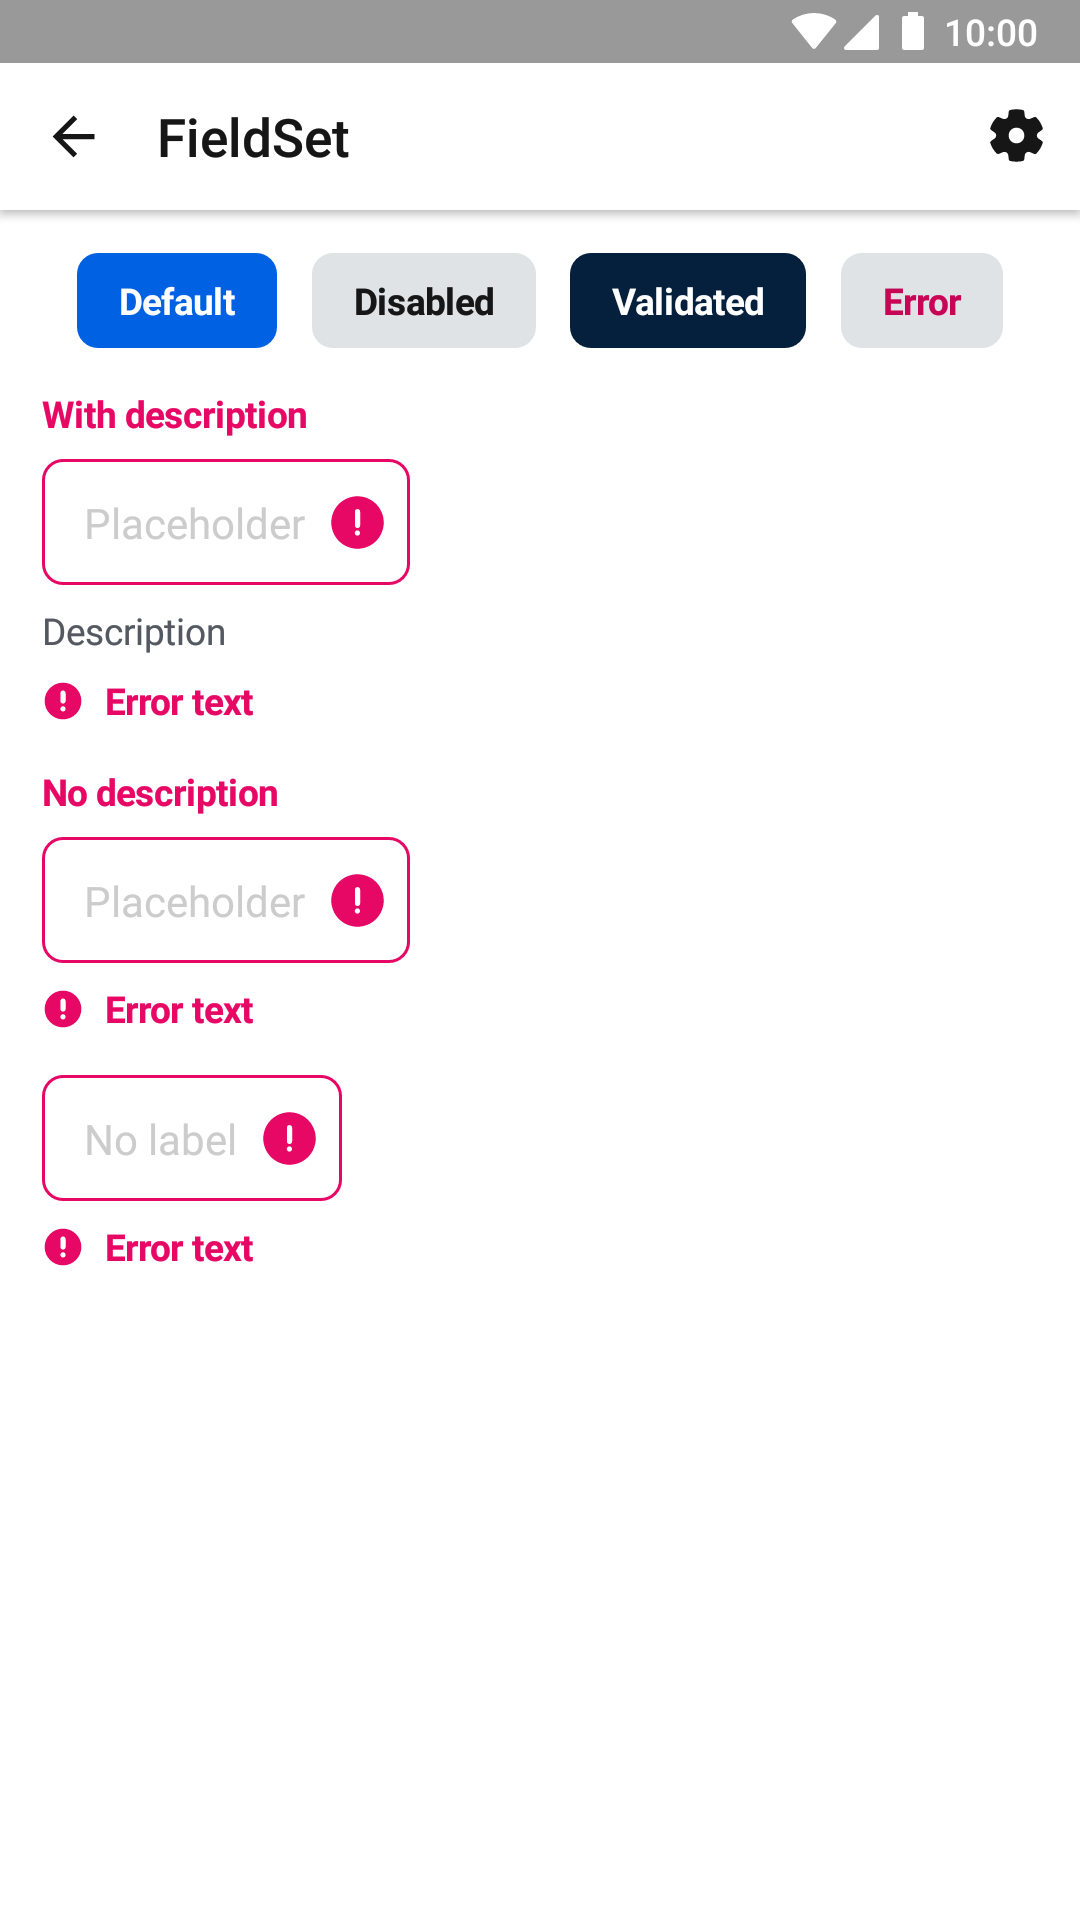 10:00
FieldSet
Default Disabled Validated Error
With description
Placeholder
Description
Error text
No description
Placeholder
Error text
No label
Error text